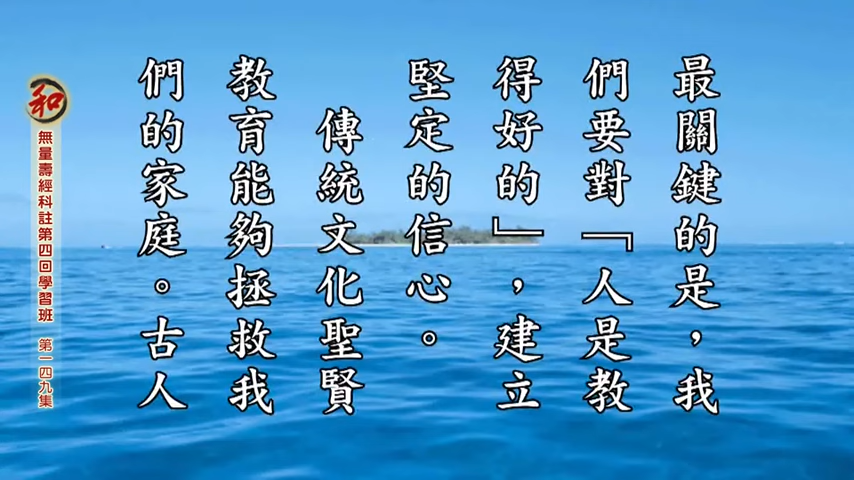 最關鍵的是，我
們要對「人是教
得好的」，建立
堅定的信心。
傳統文化聖賢
教育能夠拯救我
們的家庭。古人
和
無量壽經科註第四回學習班 第一四九集